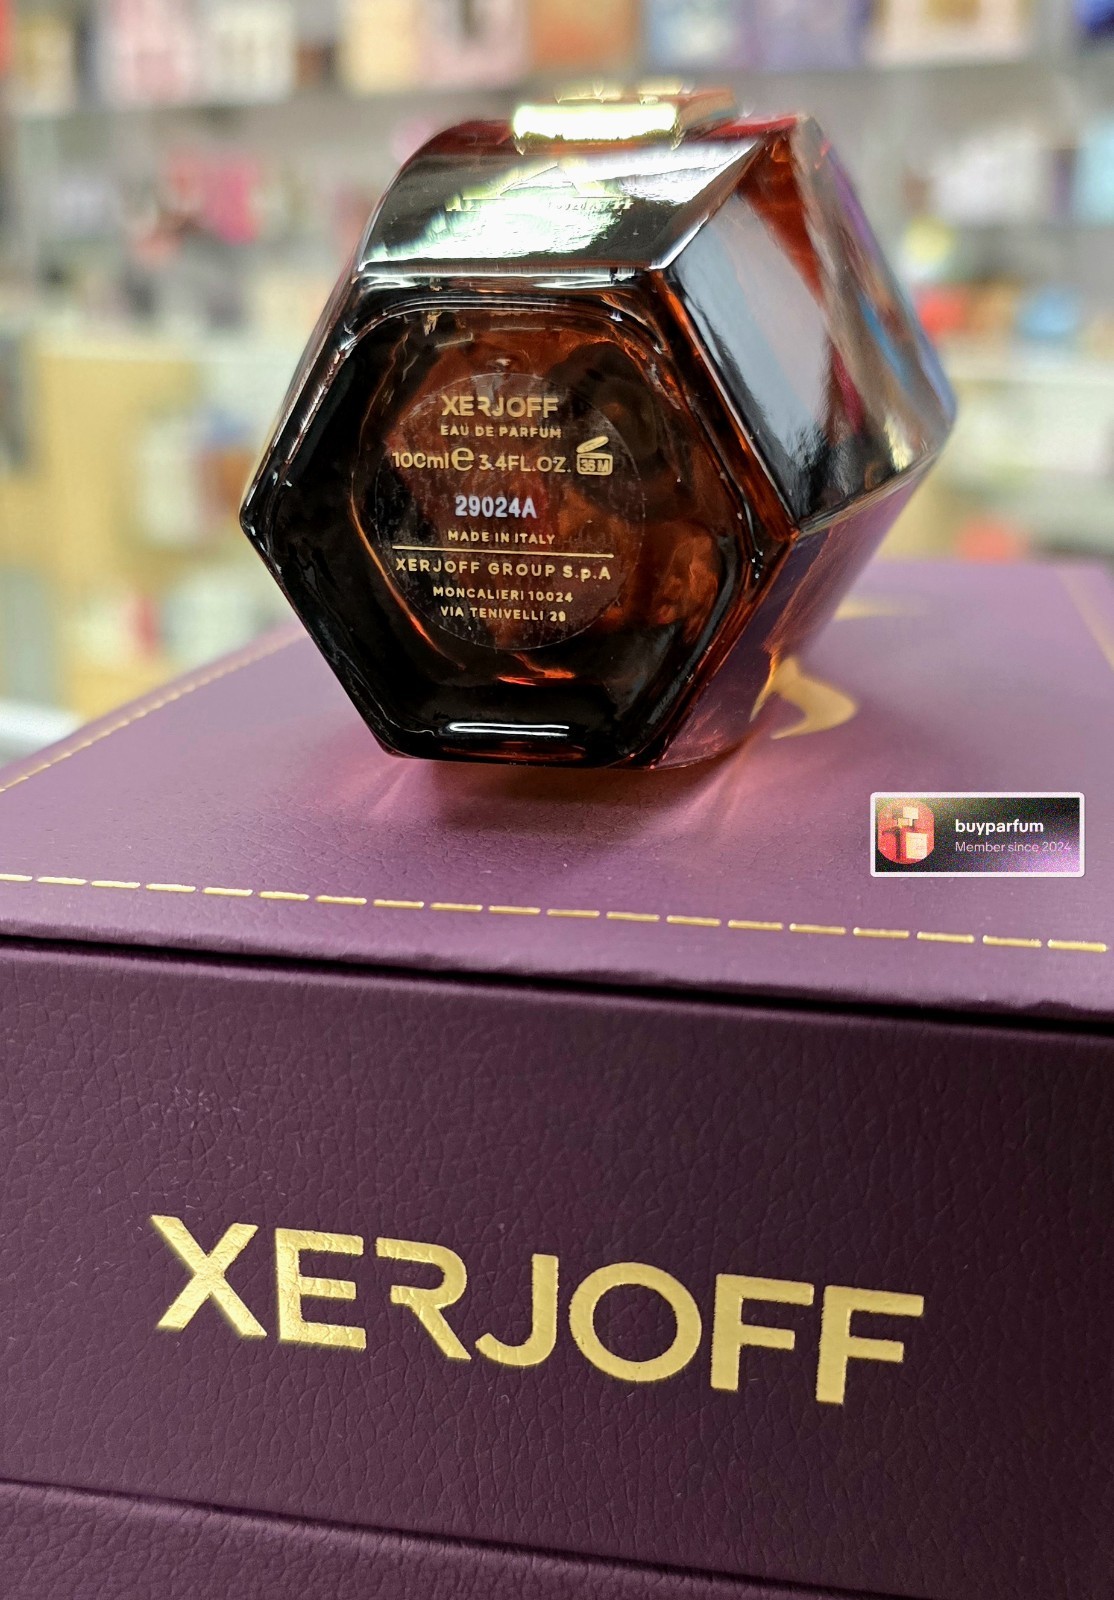 XERJOFF
EAU DE PARFUM
100ml ℮ 3.4FL.OZ. 36M
29024A
MADE IN ITALY
XERJOFF GROUP S.p.A
MONCALIERI 10024
VIA TENIVELLI 29
buyparfum
Member since 2024
XERJOFF